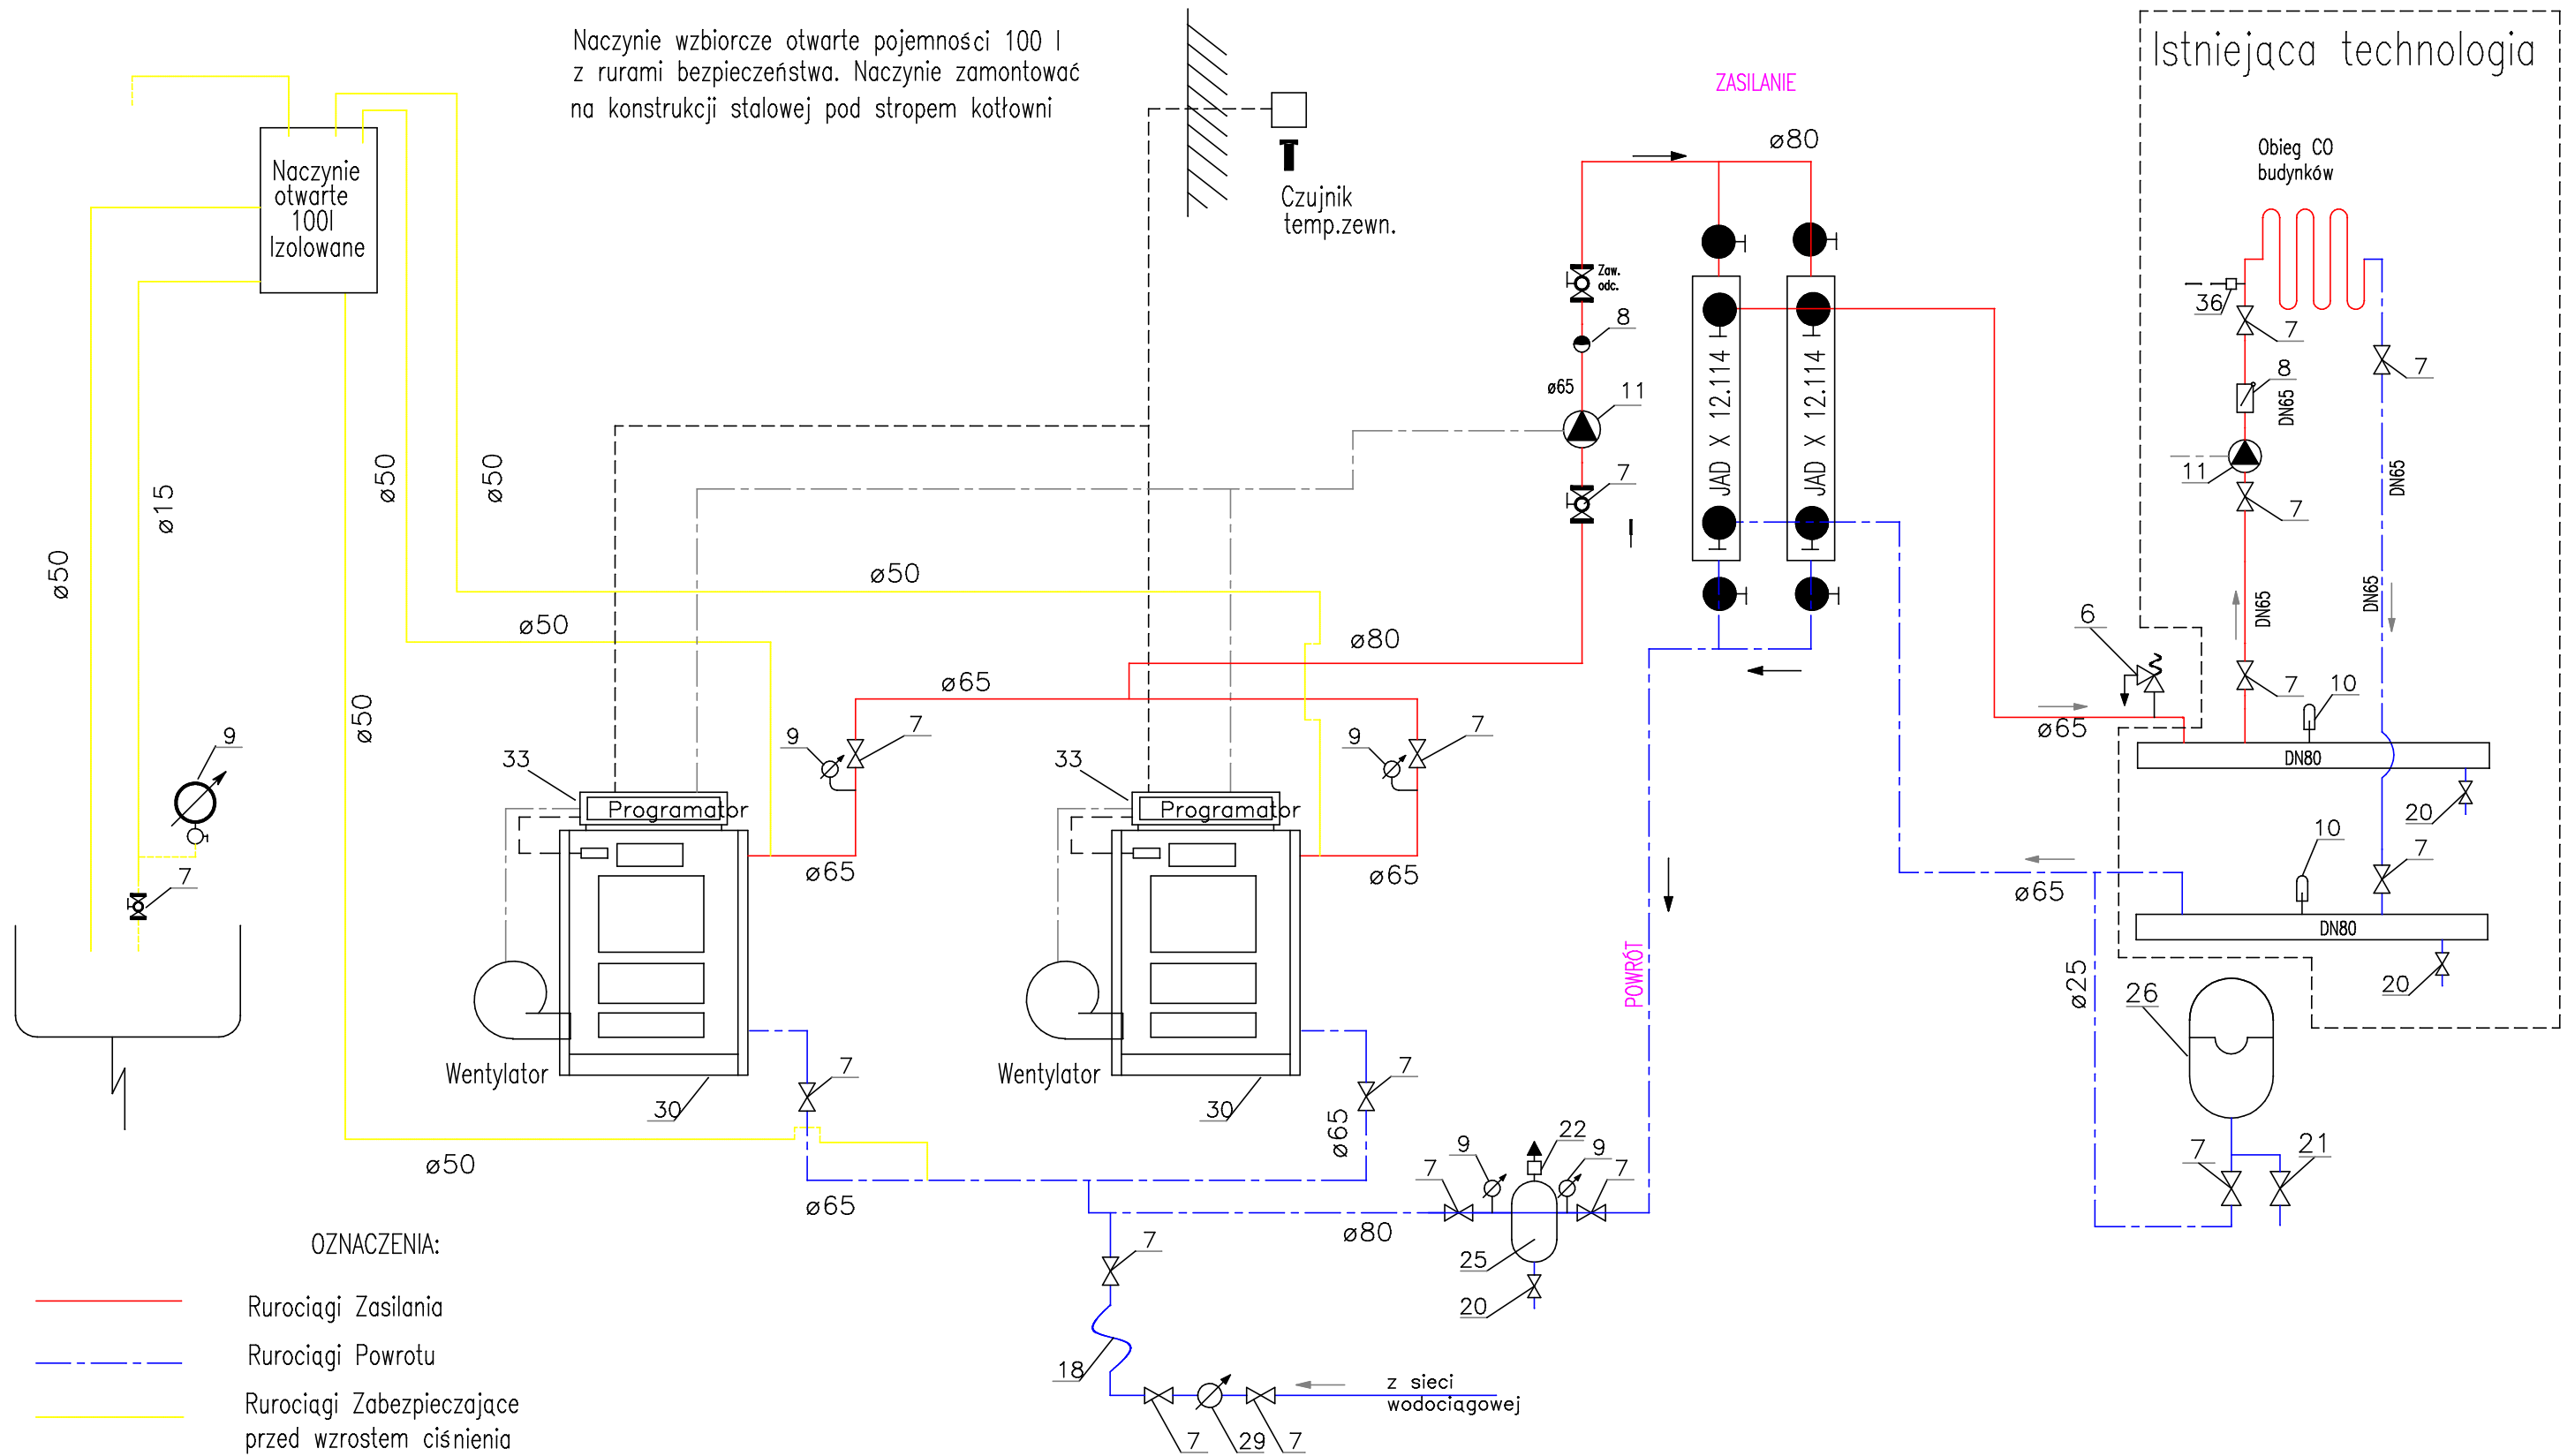 Naczynie wzbiorcze otwarte pojemności 100 l
z rurami bezpieczeństwa. Naczynie zamontować
na konstrukcji stalowej pod stropem kotłowni
Naczynie
otwarte
100l
Izolowane
Czujnik
temp.zewn.
ZASILANIE
ø80
Istniejąca technologia
Obieg CO
budynków
Zaw.
odc.
8
ø65
11
7
JAD X 12.114
JAD X 12.114
36
7
7
8
DN65
11
7
DN65
DN65
DN65
7
10
6
ø65
DN80
20
10
7
ø65
DN80
20
ø50
ø15
ø50
ø50
ø50
ø50
ø50
ø80
ø65
9
7
9
7
9
7
33
Programator
33
Programator
ø65
ø65
Wentylator
30
7
Wentylator
30
7
ø65
POWRÓT
ø25
26
7
21
ø50
ø65
7
9
22
9
7
ø80
25
20
7
18
7
29
7
z sieci
wodociągowej
OZNACZENIA:
Rurociągi Zasilania
Rurociągi Powrotu
Rurociągi Zabezpieczające
przed wzrostem ciśnienia